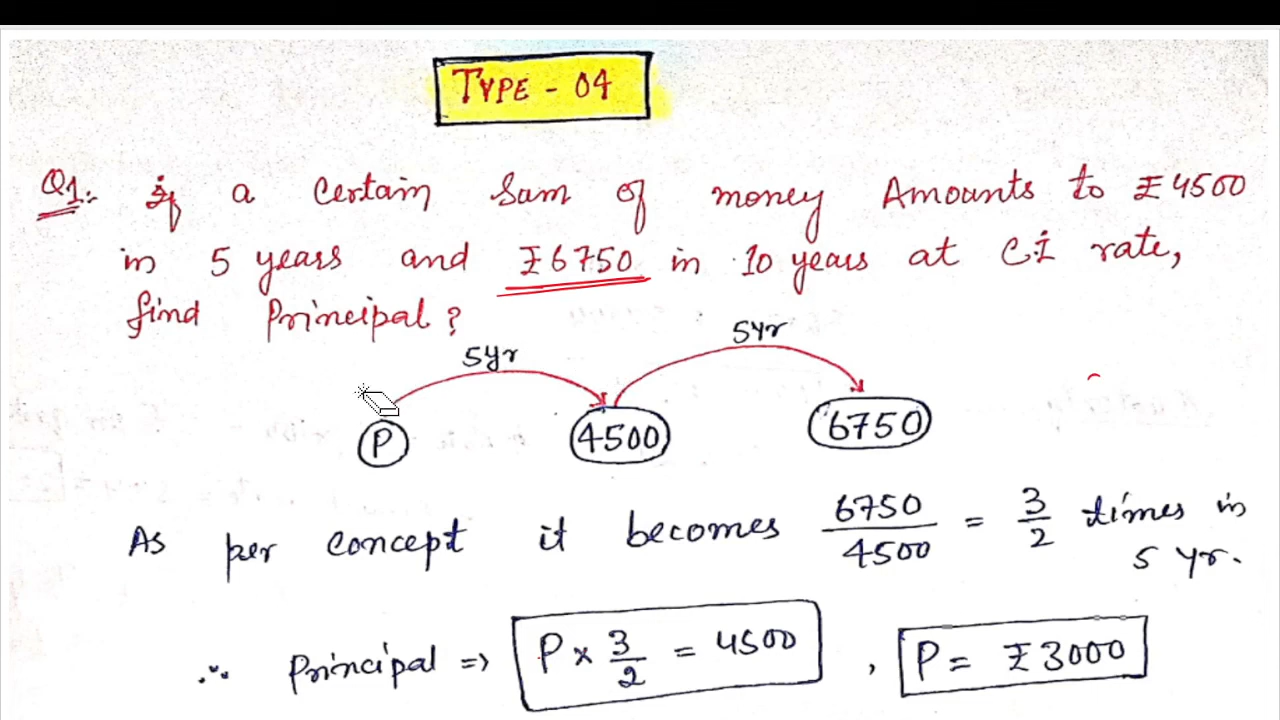 TYPE - 04
Q1:- if a certain sum of money Amounts to ₹4500
in 5 years and ₹6750 in 10 years at CI rate,
find Principal?
5yr 5yr
P 4500 6750
As per concept it becomes 6750/4500 = 3/2 times in
5 yr.
∴ Principal ⇒ P x 3/2 = 4500 , P = ₹3000